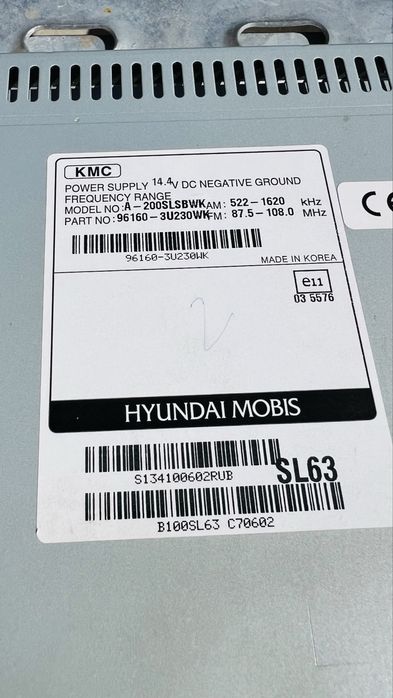 KMC
POWER SUPPLY 14.4V DC NEGATIVE GROUND
FREQUENCY RANGE
MODEL NO: A-200SLSBWK AM: 522-1620 kHz
PART NO: 96160-3U230WK FM: 87.5-108.0 MHz
96160-3U230WK
MADE IN KOREA
e11
03 5576
HYUNDAI MOBIS
S134100602RUB
SL63
B100SL63 C70602
CE